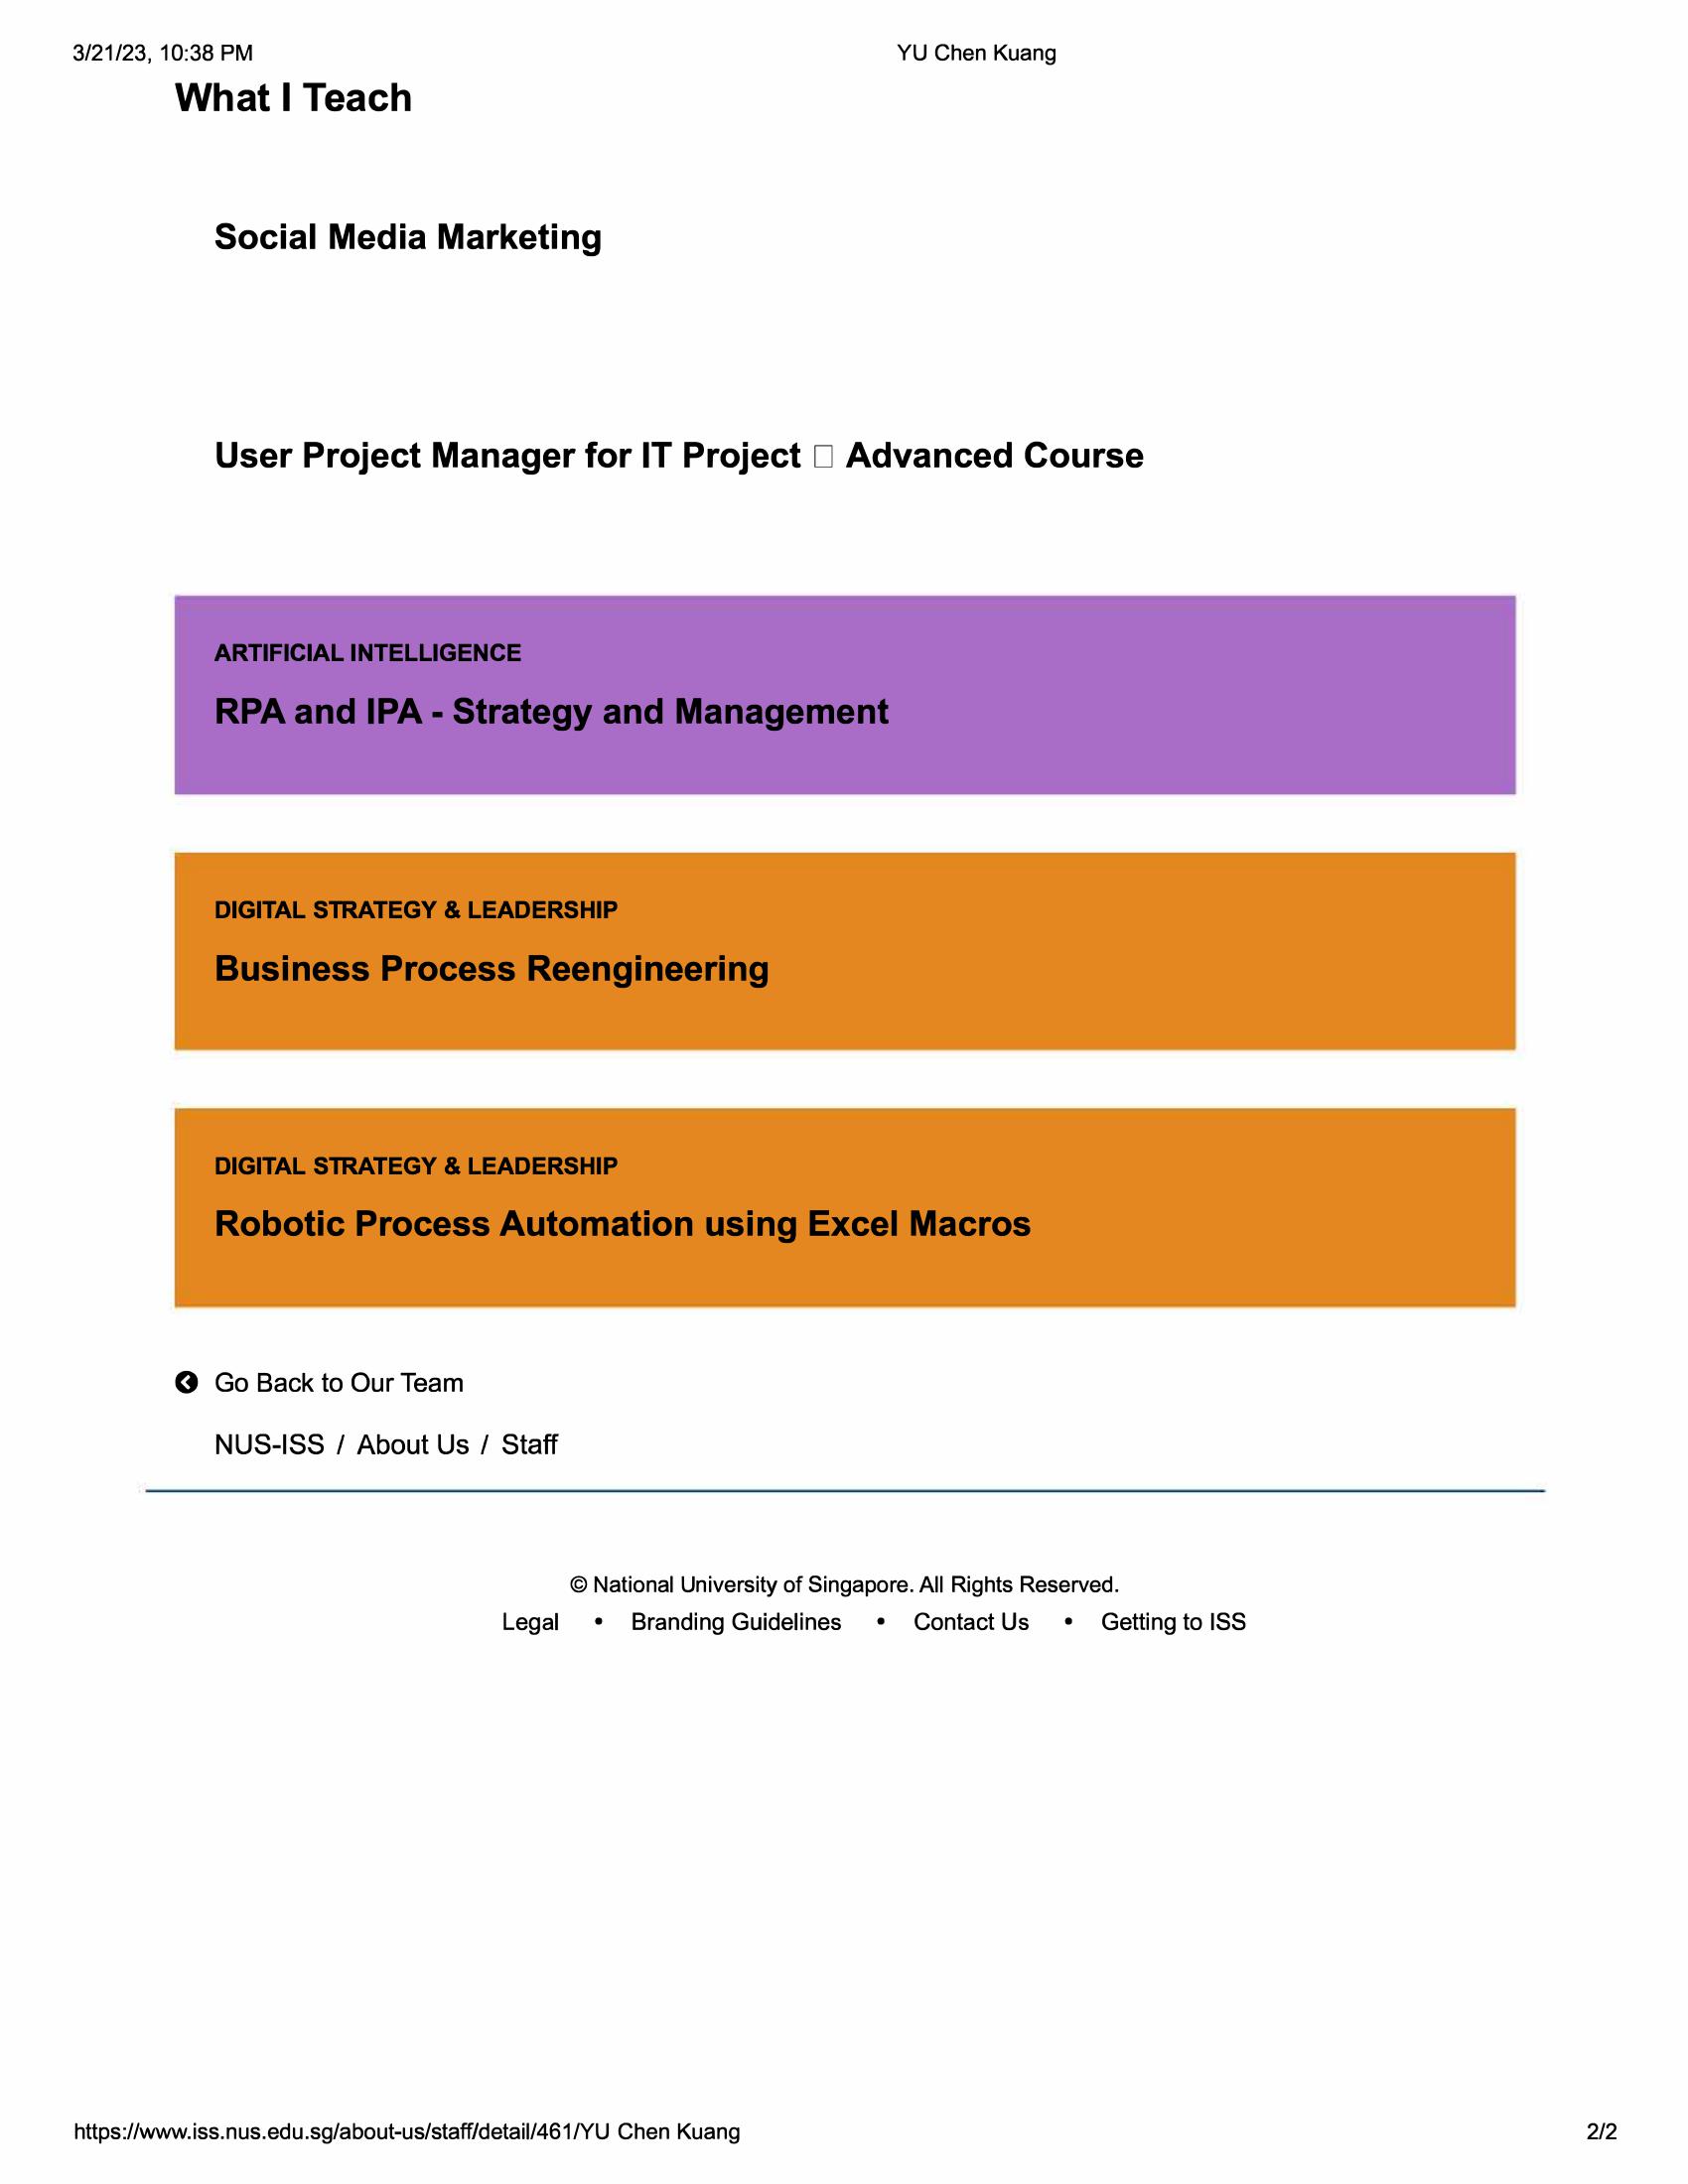 3/21/23, 10:38 PM YU Chen Kuang
What I Teach
Social Media Marketing
User Project Manager for IT Project □ Advanced Course
ARTIFICIAL INTELLIGENCE
RPA and IPA - Strategy and Management
DIGITAL STRATEGY & LEADERSHIP
Business Process Reengineering
DIGITAL STRATEGY & LEADERSHIP
Robotic Process Automation using Excel Macros
Go Back to Our Team
NUS-ISS / About Us / Staff
© National University of Singapore. All Rights Reserved.
Legal • Branding Guidelines • Contact Us • Getting to ISS
https://www.iss.nus.edu.sg/about-us/staff/detail/461/YU Chen Kuang 2/2